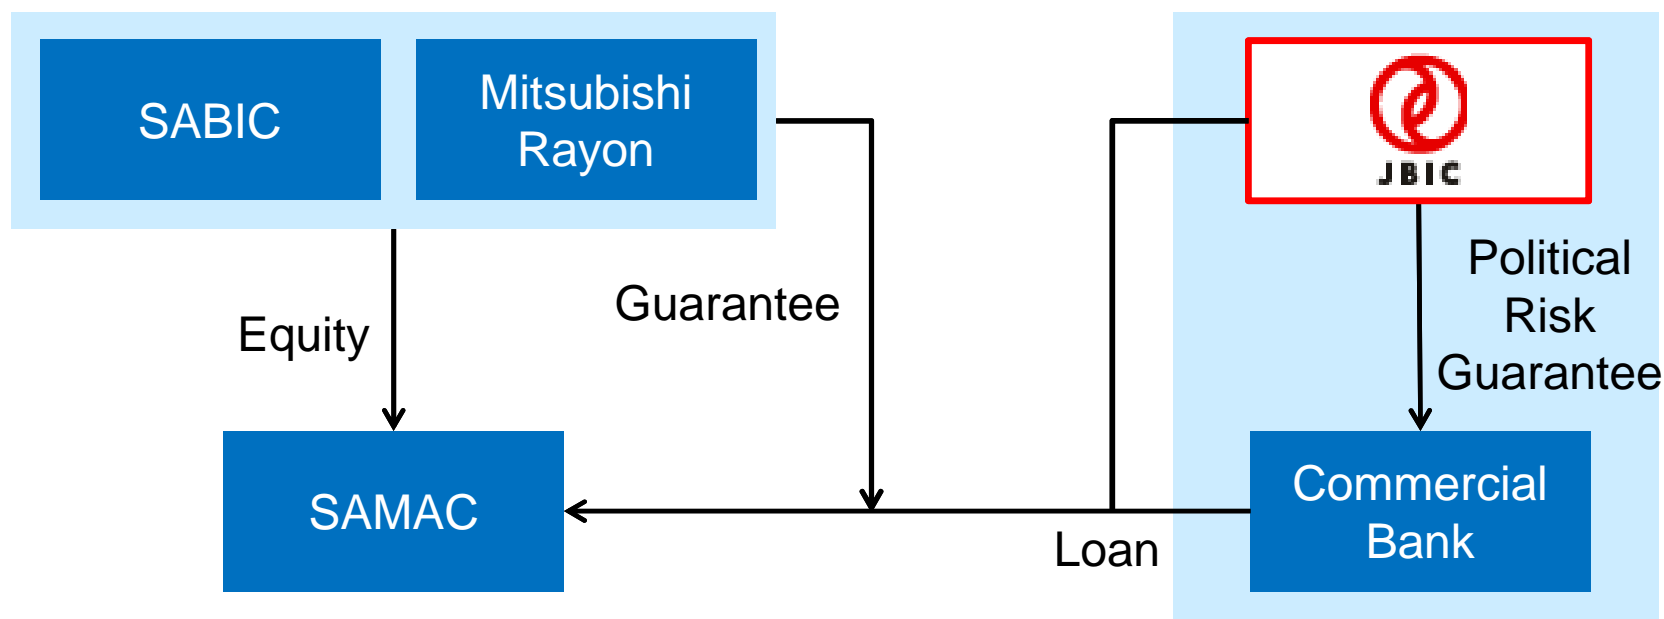 SABIC
Mitsubishi
Rayon
JBIC
Political
Risk
Guarantee
Guarantee
Equity
SAMAC
Commercial
Bank
Loan